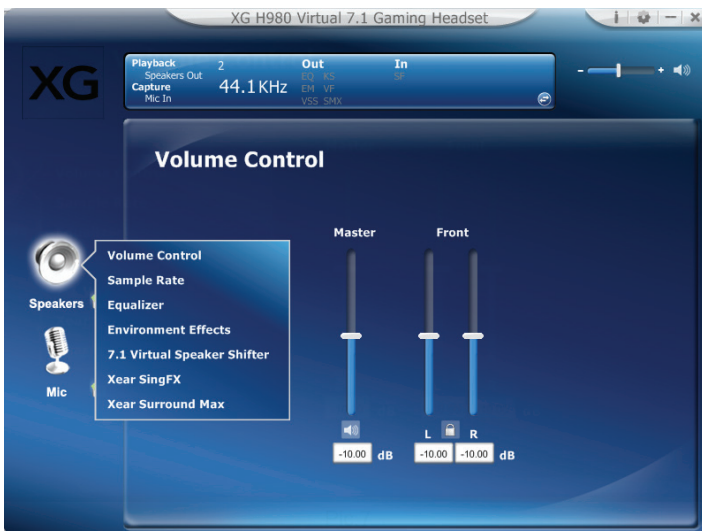 XG H980 Virtual 7.1 Gaming Headset
i
XG
Playback 2 Out In
Speakers Out EQ KS SF
Capture 44.1 KHz EM VF
Mic In VSS SMX
- +
Volume Control
Master Front
Volume Control
Sample Rate
Speakers
Equalizer
Environment Effects
7.1 Virtual Speaker Shifter
Xear SingFX
Mic
Xear Surround Max
L R
-10.00 dB -10.00 -10.00 dB